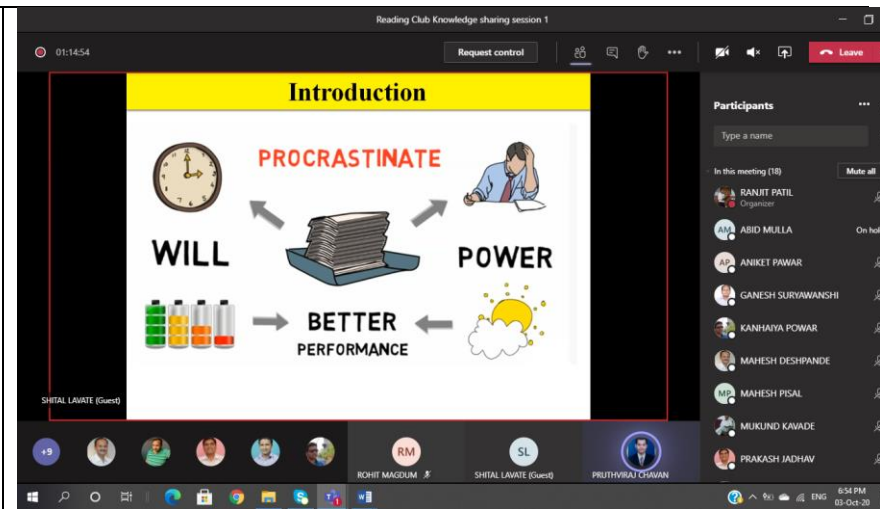 Reading Club Knowledge sharing session 1
01:14:54
Request control
Leave
Introduction
PROCRASTINATE
WILL
POWER
BETTER
PERFORMANCE
SHITAL LAVATE (Guest)
Participants
Type a name
In this meeting (18)
Mute all
RANJIT PATIL
Organizer
AM
ABID MULLA
On hol
AP
ANIKET PAWAR
GANESH SURYAWANSHI
KANHAIYA POWAR
MAHESH DESHPANDE
MP
MAHESH PISAL
MUKUND KAVADE
PRAKASH JADHAV
+9
RM
ROHIT MAGDUM
SL
SHITAL LAVATE (Guest)
PRUTHVIRAJ CHAVAN
ENG
6:54 PM
03-Oct-20